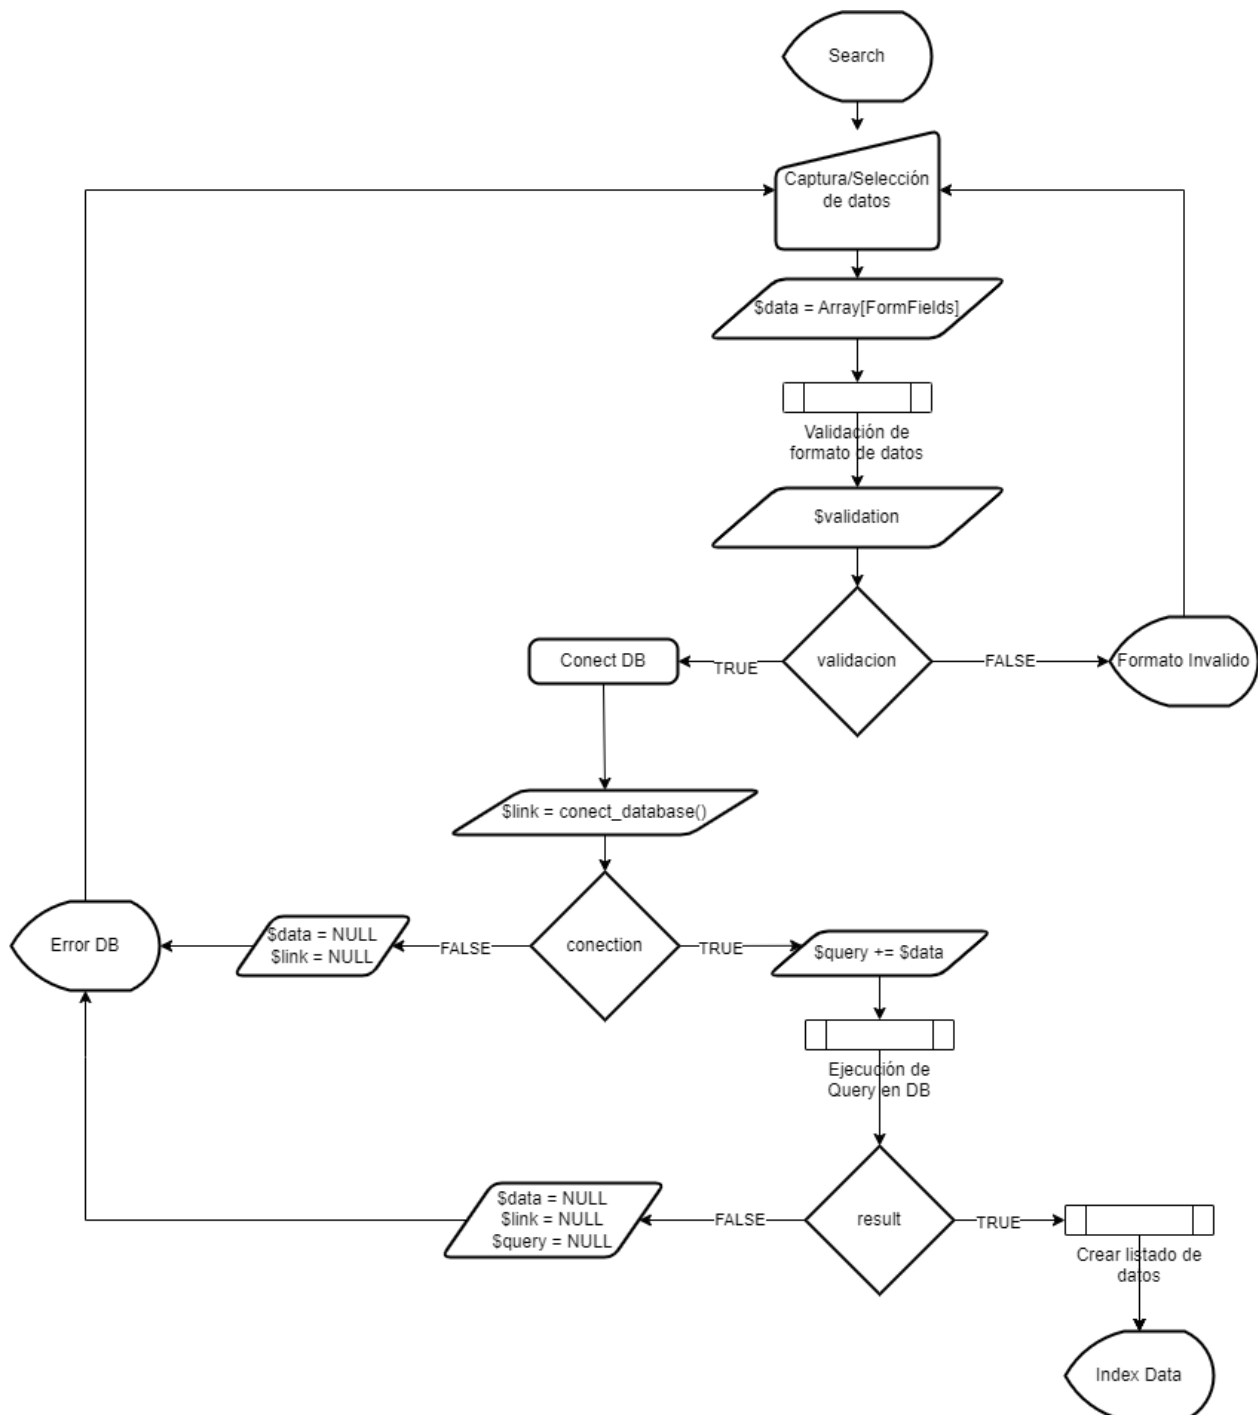 Search
Captura/Selección
de datos
$data = Array[FormFields]
Validación de
formato de datos
$validation
Conect DB
TRUE
validacion
FALSE
Formato Invalido
$link = conect_database()
Error DB
$data = NULL
$link = NULL
FALSE
conection
TRUE
$query += $data
Ejecución de
Query en DB
$data = NULL
$link = NULL
$query = NULL
FALSE
result
TRUE
Crear listado de
datos
Index Data